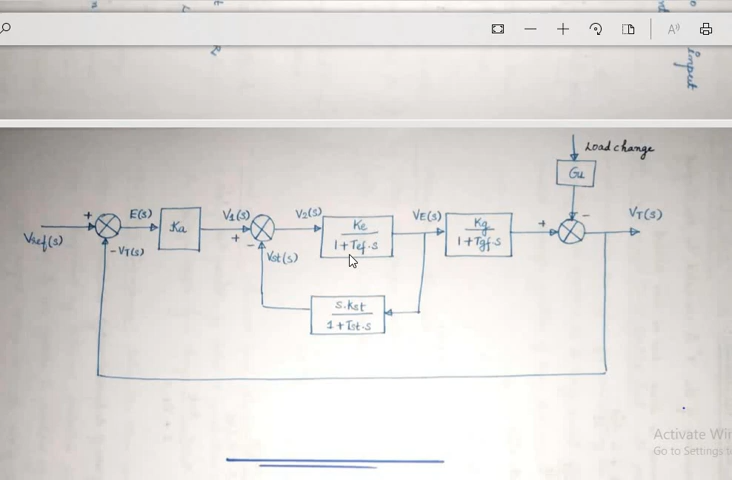 input
Load change
Gu
+
E(s)
Ka
V1(s)
V2(s)
Ke
1+Tef·s
VE(s)
Kg
1+Tgf·s
+
-
VT(s)
Vref(s)
-VT(s)
+
-
Vst(s)
s.Kst
1+Tst·s
Activate Wi
Go to Settings t